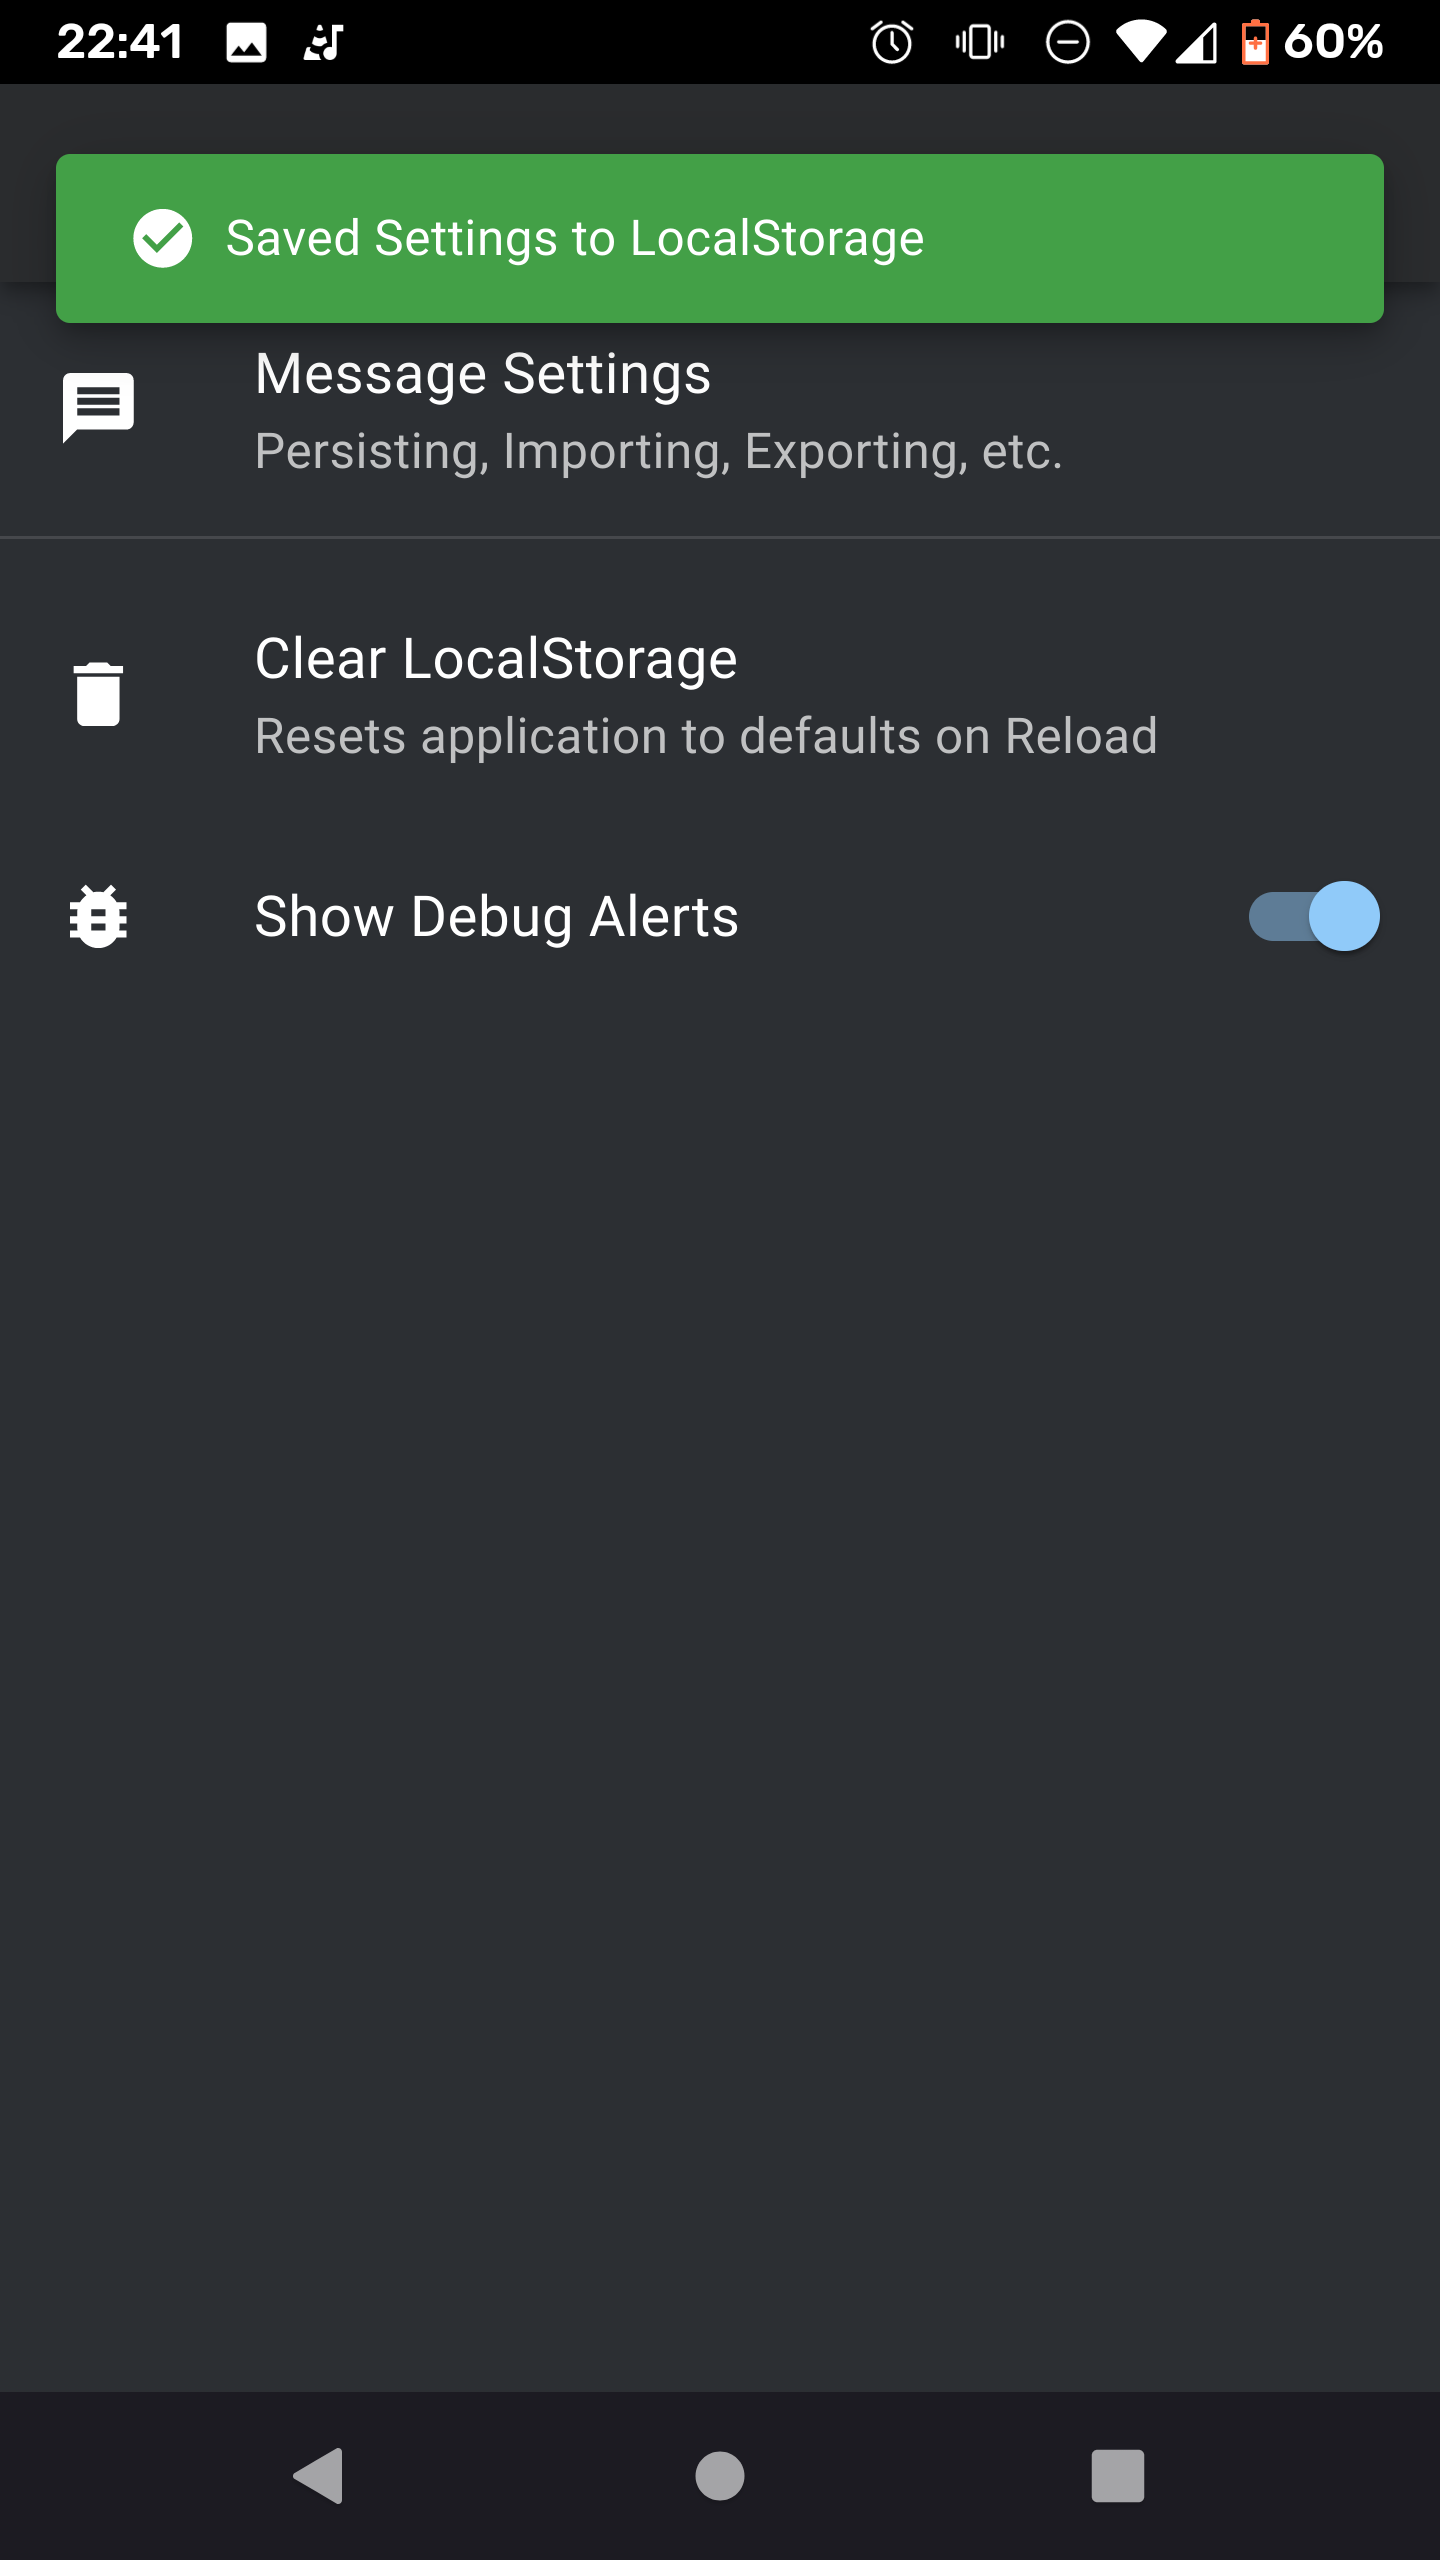 22:41
60%
Saved Settings to LocalStorage
Message Settings
Persisting, Importing, Exporting, etc.
Clear LocalStorage
Resets application to defaults on Reload
Show Debug Alerts